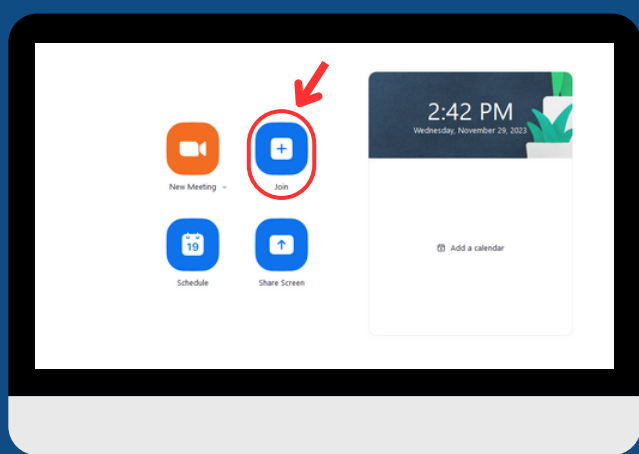 2:42 PM
Wednesday, November 29, 2023
New Meeting
Join
19
Schedule
Share Screen
Add a calendar